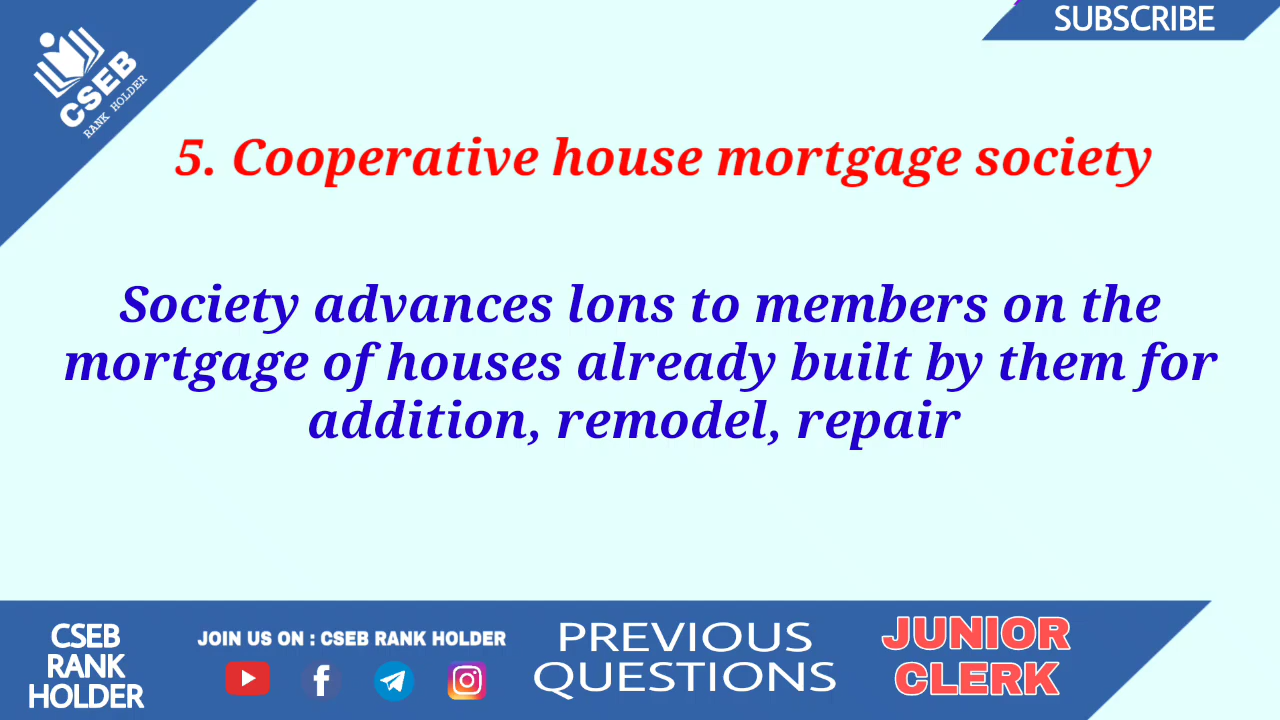 CSEB
RANK HOLDER
SUBSCRIBE
5. Cooperative house mortgage society
Society advances lons to members on the
mortgage of houses already built by them for
addition, remodel, repair
CSEB
RANK
HOLDER
JOIN US ON : CSEB RANK HOLDER
PREVIOUS
QUESTIONS
JUNIOR
CLERK